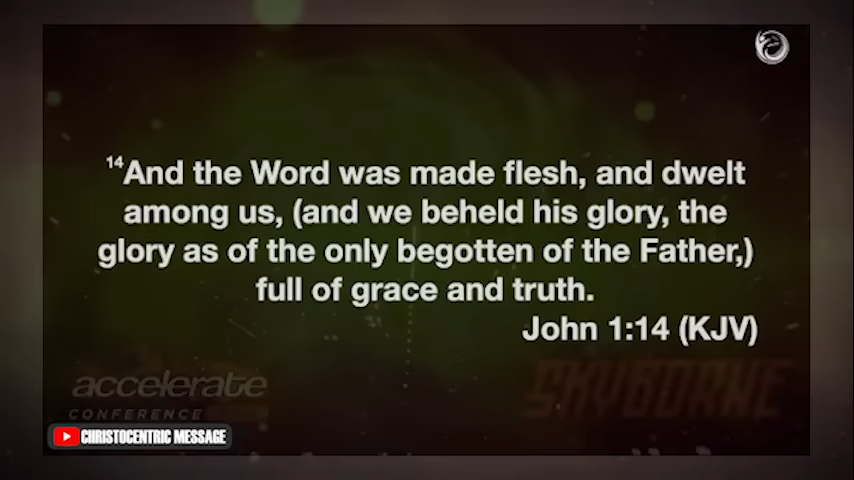 14And the Word was made flesh, and dwelt
among us, (and we beheld his glory, the
glory as of the only begotten of the Father,)
full of grace and truth.
John 1:14 (KJV)
accelerate
CONFERENCE
SKYBORNE
CHRISTOCENTRIC MESSAGE